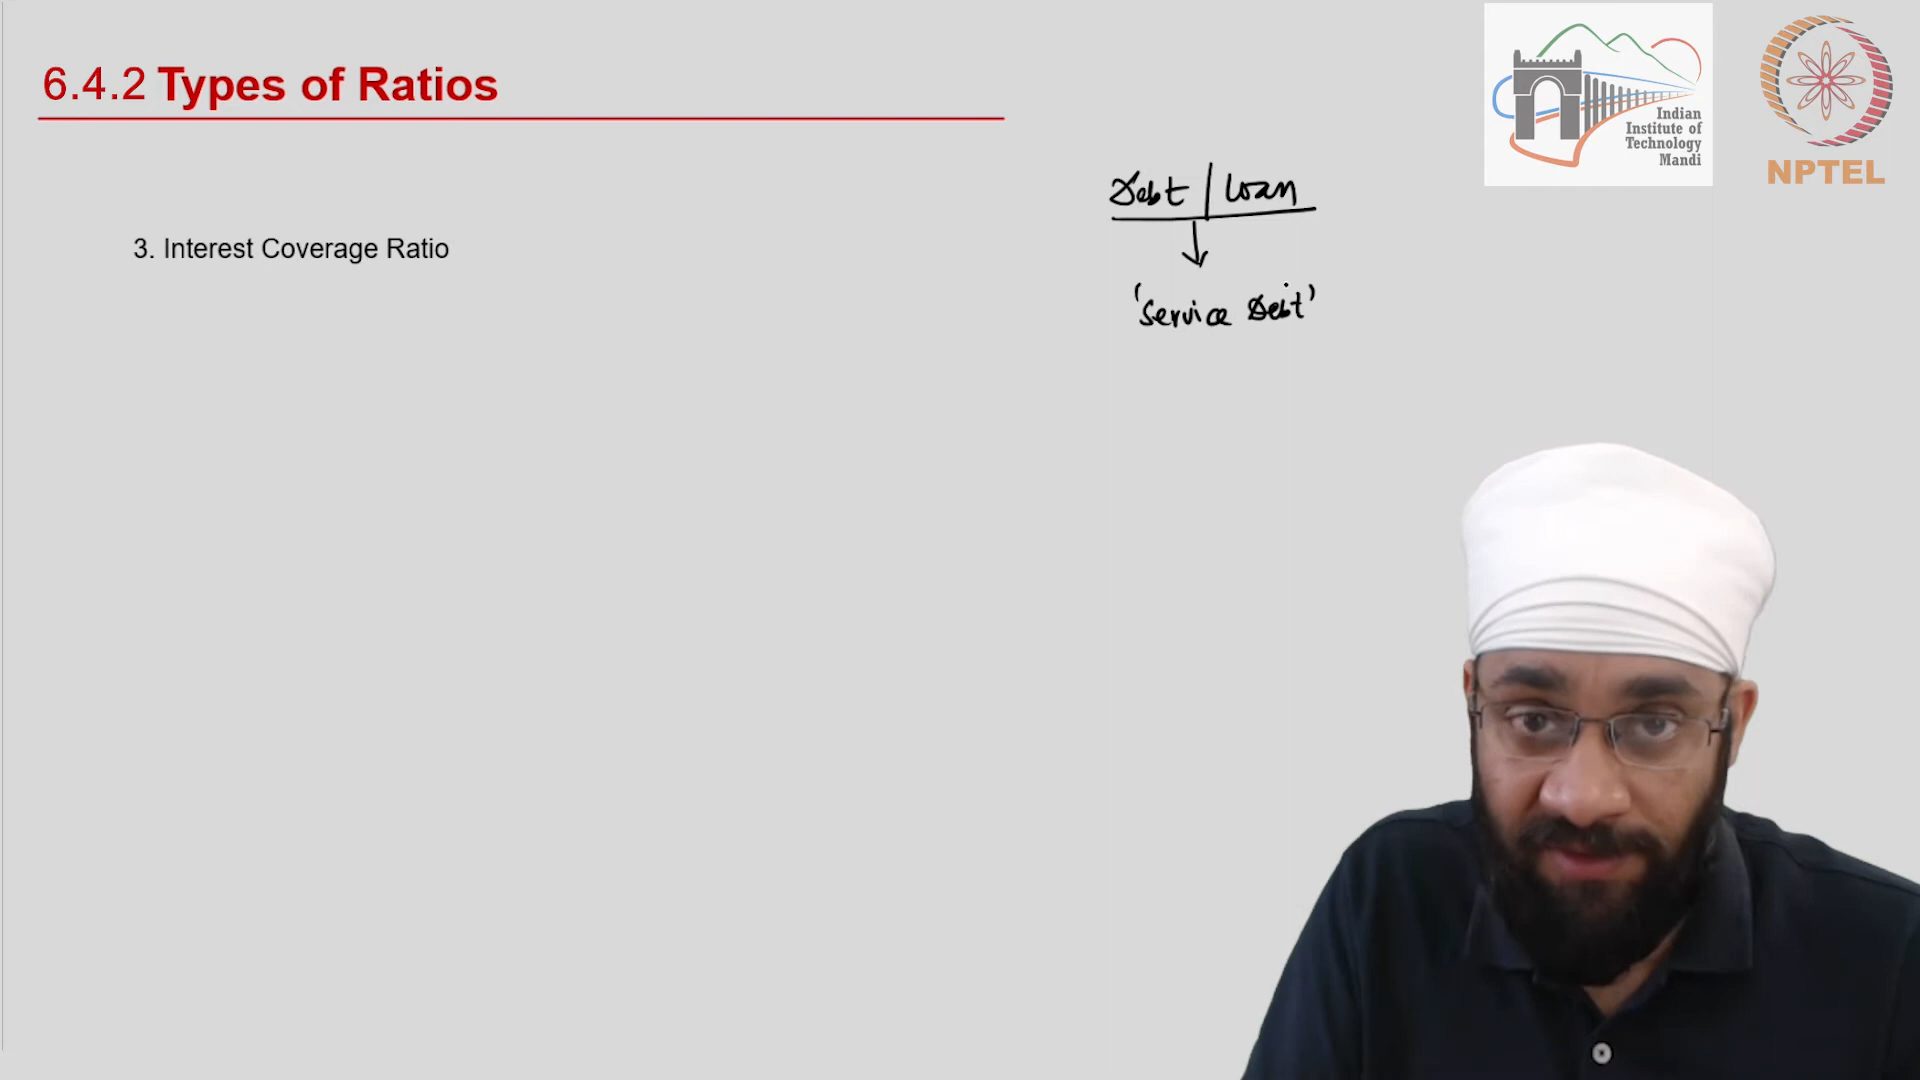 6.4.2 Types of Ratios
Indian
Institute of
Technology
Mandi
NPTEL
Debt | Loan
3. Interest Coverage Ratio
'Service Debt'